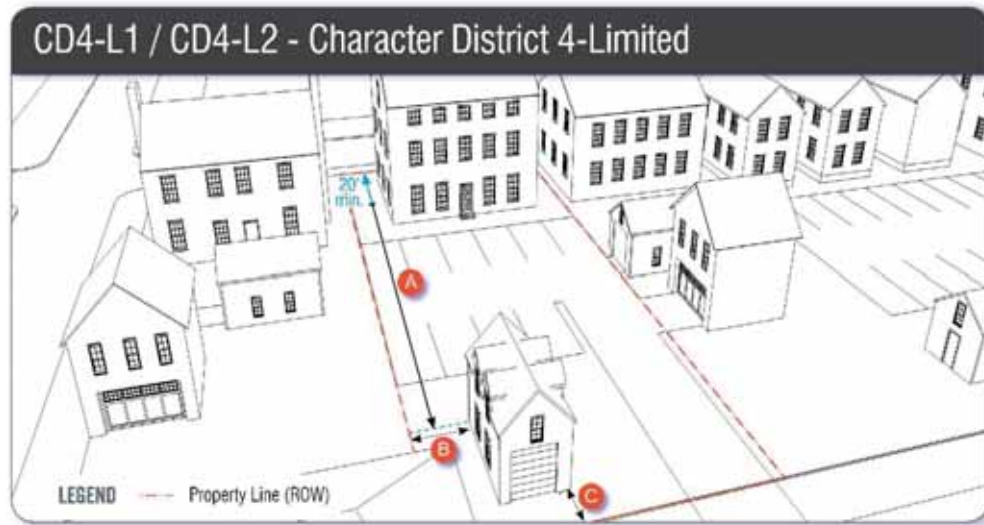 CD4-L1 / CD4-L2 - Character District 4-Limited
20'
min.
A
B
C
LEGEND Property Line (ROW)